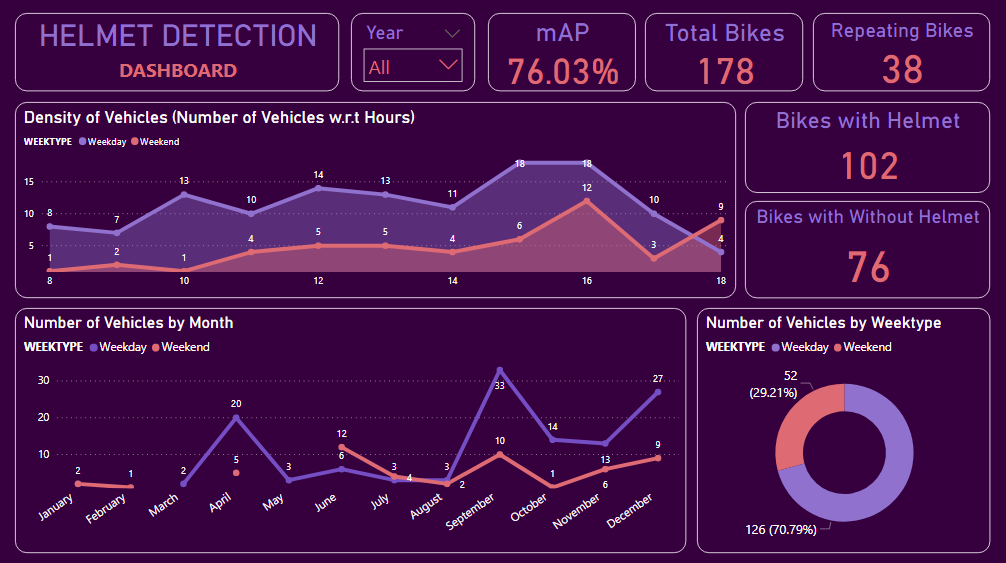 HELMET DETECTION
DASHBOARD
Year
All
mAP
76.03%
Total Bikes
178
Repeating Bikes
38
Density of Vehicles (Number of Vehicles w.r.t Hours)
WEEKTYPE Weekday Weekend
15
10
5
8 7 13 10 14 13 11 18 18 10 4
1 2 1 4 5 5 4 6 12 3 9
8 10 12 14 16 18
Bikes with Helmet
102
Bikes with Without Helmet
76
Number of Vehicles by Month
WEEKTYPE Weekday Weekend
30
20
10
2 20 3 6 3 3 33 14 13 27
2 1 5 12 4 2 10 1 6 9
January February March April May June July August September October November December
Number of Vehicles by Weektype
WEEKTYPE Weekday Weekend
52
(29.21%)
126 (70.79%)